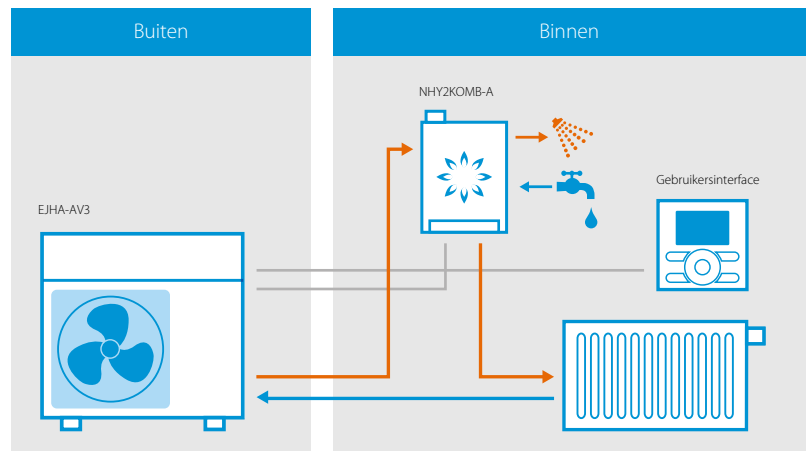 Buiten
Binnen
NHY2KOMB-A
Gebruikersinterface
EJHA-AV3